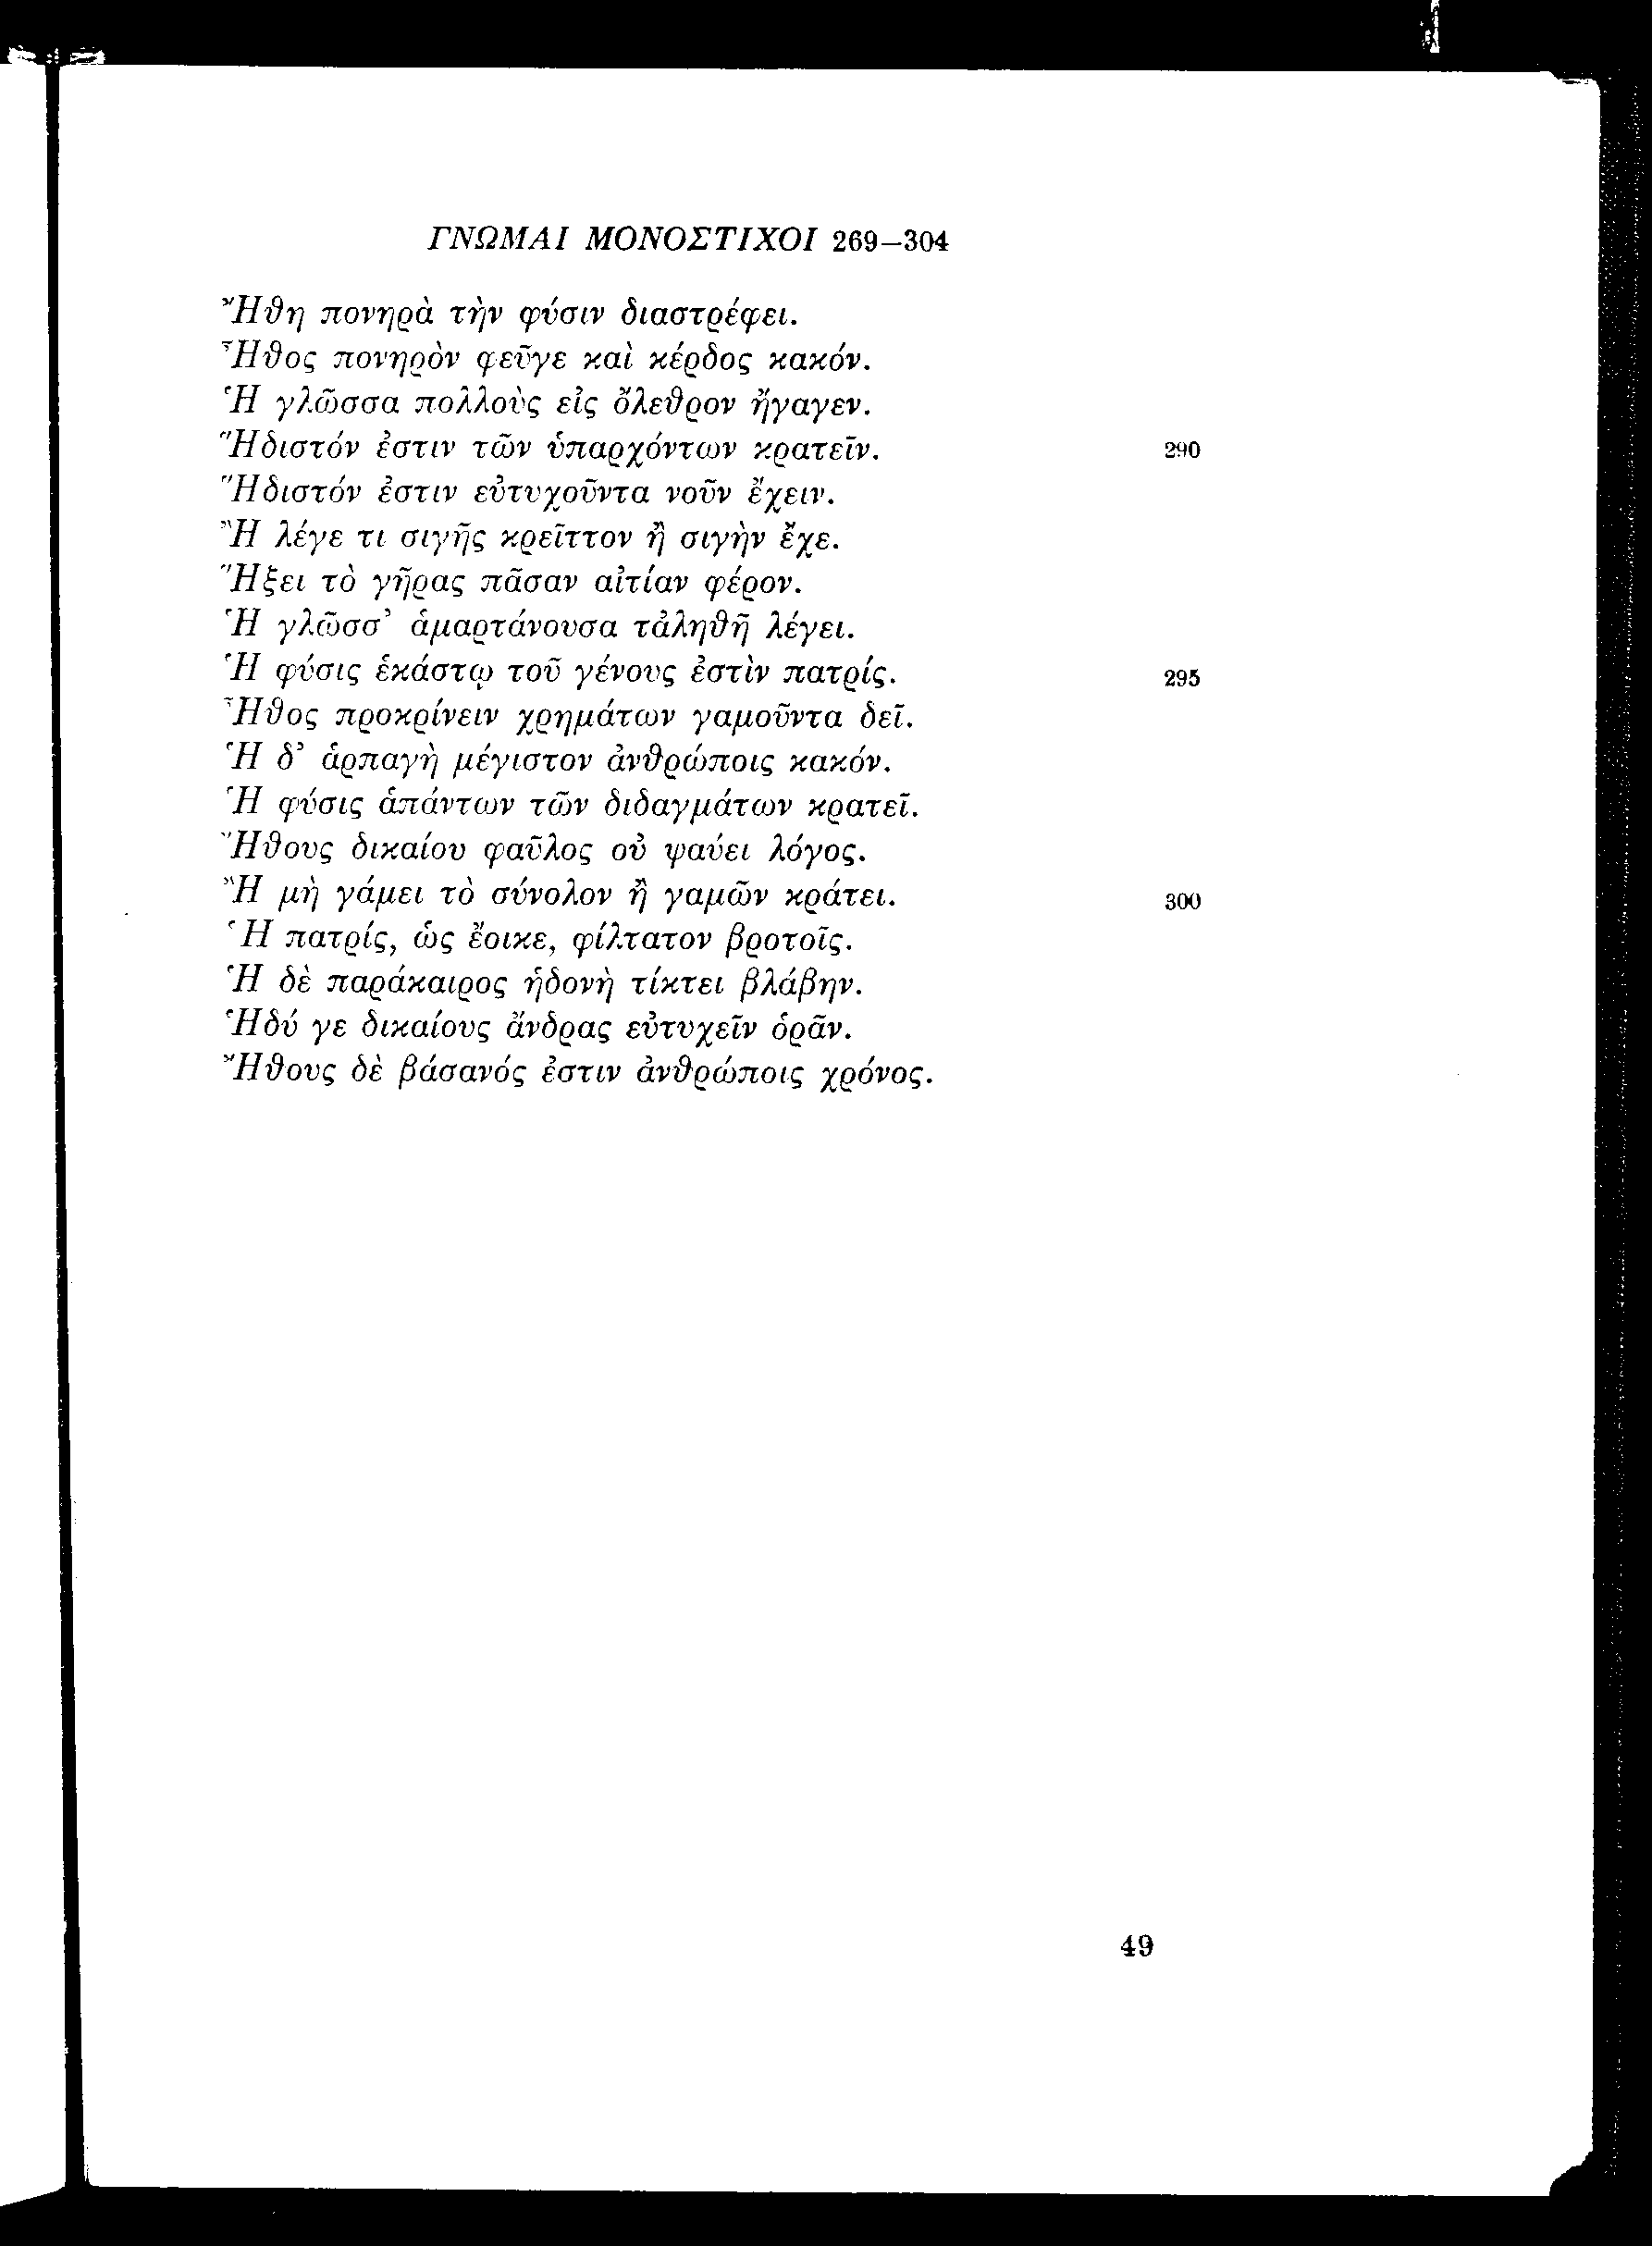 ΓΝΩΜΑΙ ΜΟΝΟΣΤΙΧΟΙ 269–304
Ἤθη πονηρὰ τὴν φύσιν διαστρέφει.
Ἦθος πονηρὸν φεῦγε καὶ κέρδος κακόν.
Ἡ γλῶσσα πολλοὺς εἰς ὄλεθρον ἤγαγεν.
Ἥδιστόν ἐστιν τῶν ὑπαρχόντων κρατεῖν. 290
Ἥδιστόν ἐστιν εὐτυχοῦντα νοῦν ἔχειν.
Ἢ λέγε τι σιγῆς κρεῖττον ἢ σιγὴν ἔχε.
Ἥξει τὸ γῆρας πᾶσαν αἰτίαν φέρον.
Ἡ γλῶσσ’ ἁμαρτάνουσα τἀληθῆ λέγει.
Ἡ φύσις ἑκάστῳ τοῦ γένους ἐστὶν πατρίς. 295
Ἦθος προκρίνειν χρημάτων γαμοῦντα δεῖ.
Ἡ δ’ ἁρπαγὴ μέγιστον ἀνθρώποις κακόν.
Ἡ φύσις ἁπάντων τῶν διδαγμάτων κρατεῖ.
Ἤθους δικαίου φαῦλος οὐ ψαύει λόγος.
Ἢ μὴ γάμει τὸ σύνολον ἢ γαμῶν κράτει. 300
Ἡ πατρίς, ὡς ἔοικε, φίλτατον βροτοῖς.
Ἡ δὲ παράκαιρος ἡδονὴ τίκτει βλάβην.
Ἡδύ γε δικαίους ἄνδρας εὐτυχεῖν ὁρᾶν.
Ἤθους δὲ βάσανός ἐστιν ἀνθρώποις χρόνος.
49